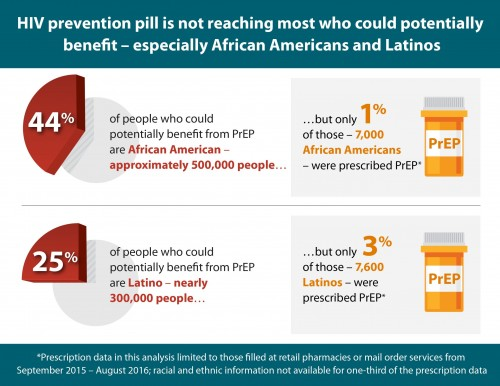 HIV prevention pill is not reaching most who could potentially
benefit – especially African Americans and Latinos
44%
of people who could
potentially benefit from PrEP
are African American –
approximately 500,000 people…
…but only 1%
of those – 7,000
African Americans
– were prescribed PrEP*
PrEP
25%
of people who could
potentially benefit from PrEP
are Latino – nearly
300,000 people…
…but only 3%
of those – 7,600
Latinos – were
prescribed PrEP*
PrEP
*Prescription data in this analysis limited to those filled at retail pharmacies or mail order services from
September 2015 – August 2016; racial and ethnic information not available for one-third of the prescription data